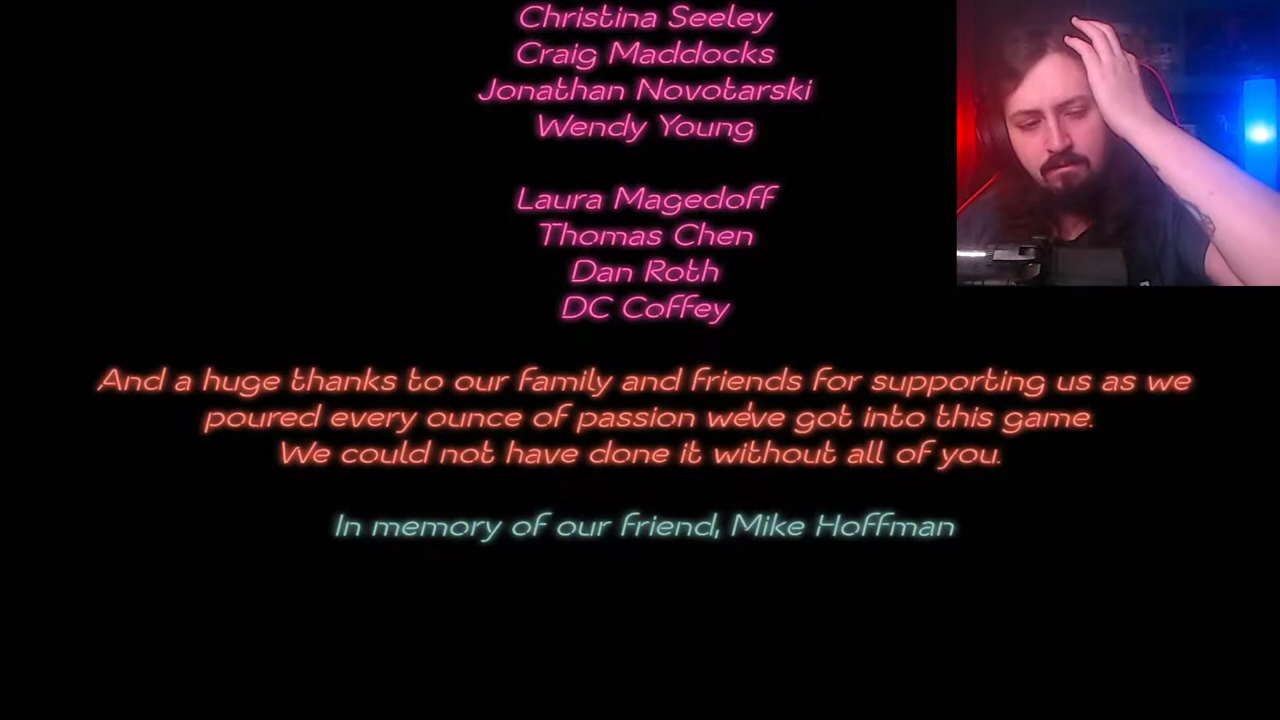 Christina Seeley
Craig Maddocks
Jonathan Novotarski
Wendy Young
Laura Magedoff
Thomas Chen
Dan Roth
DC Coffey
And a huge thanks to our family and friends for supporting us as we
poured every ounce of passion we've got into this game.
We could not have done it without all of you.
In memory of our friend, Mike Hoffman